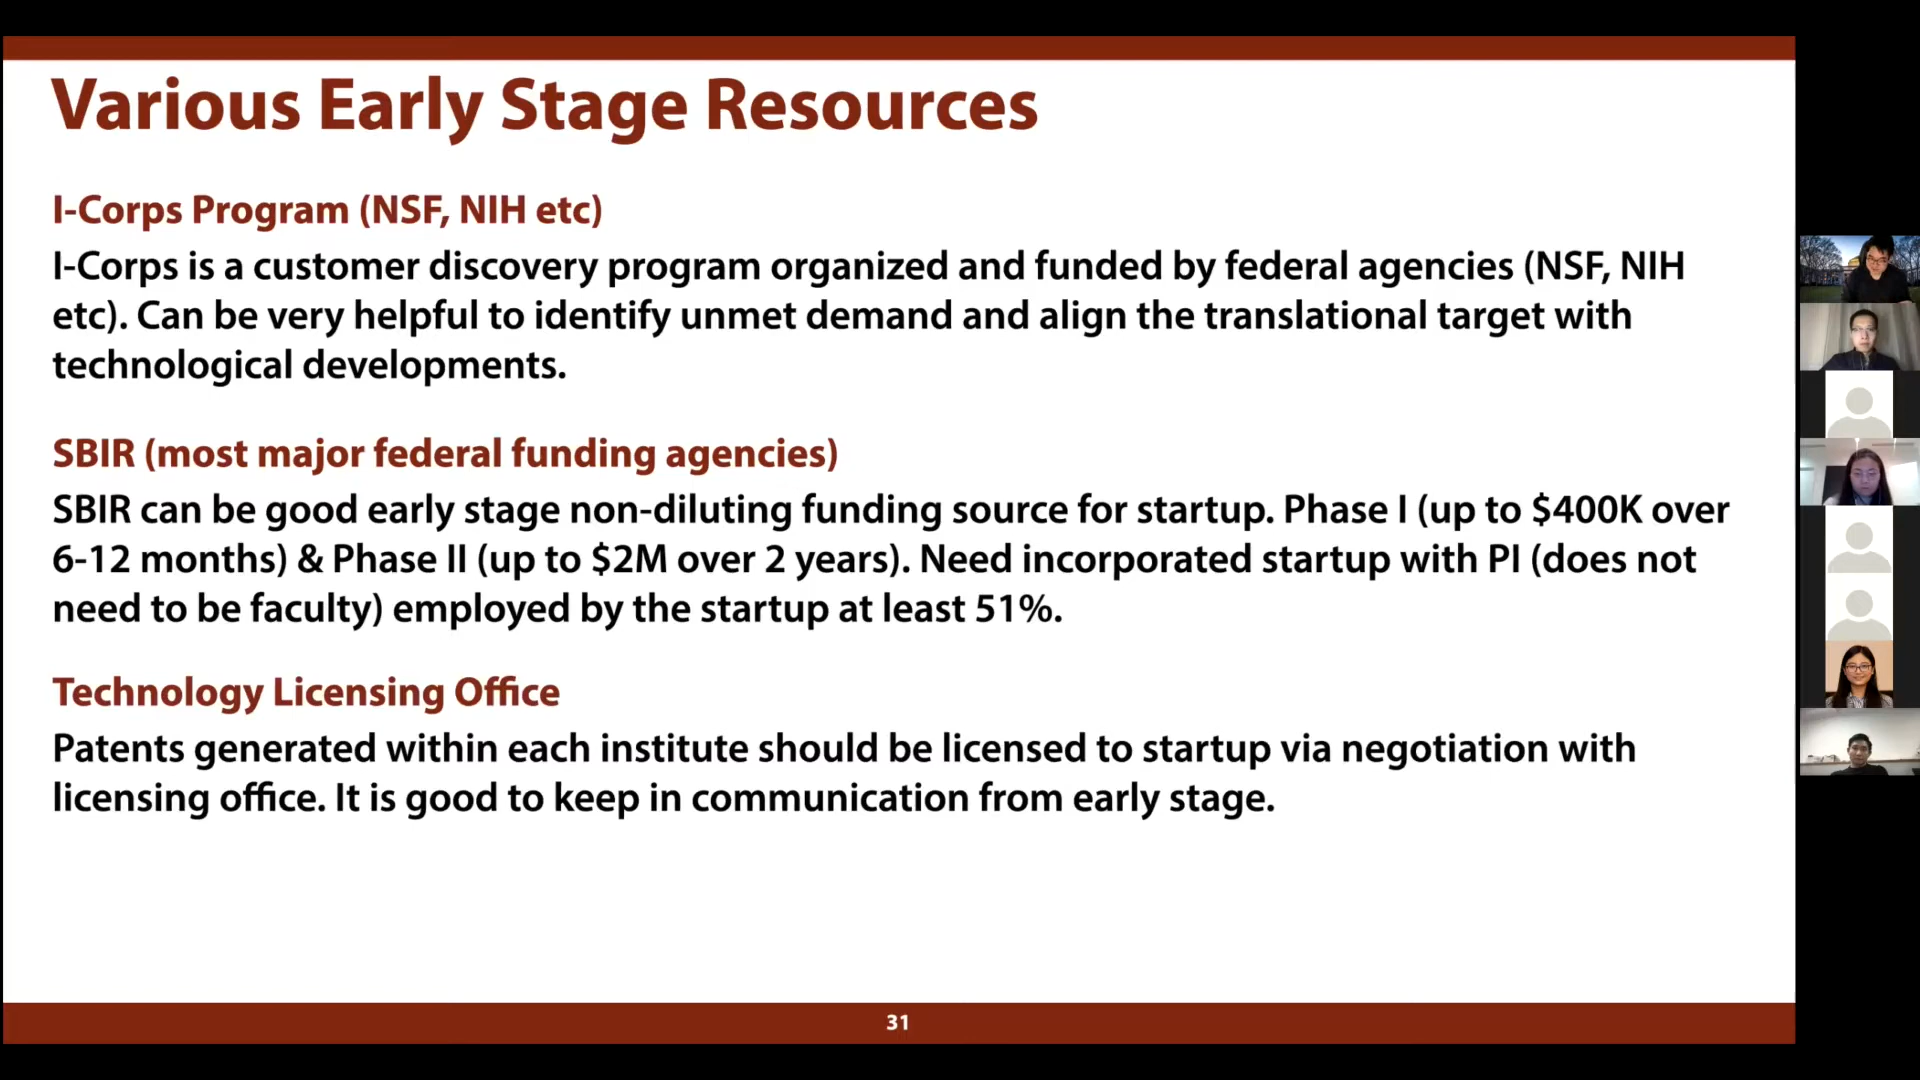 Various Early Stage Resources
I-Corps Program (NSF, NIH etc)
I-Corps is a customer discovery program organized and funded by federal agencies (NSF, NIH
etc). Can be very helpful to identify unmet demand and align the translational target with
technological developments.
SBIR (most major federal funding agencies)
SBIR can be good early stage non-diluting funding source for startup. Phase I (up to $400K over
6-12 months) & Phase II (up to $2M over 2 years). Need incorporated startup with PI (does not
need to be faculty) employed by the startup at least 51%.
Technology Licensing Office
Patents generated within each institute should be licensed to startup via negotiation with
licensing office. It is good to keep in communication from early stage.
31